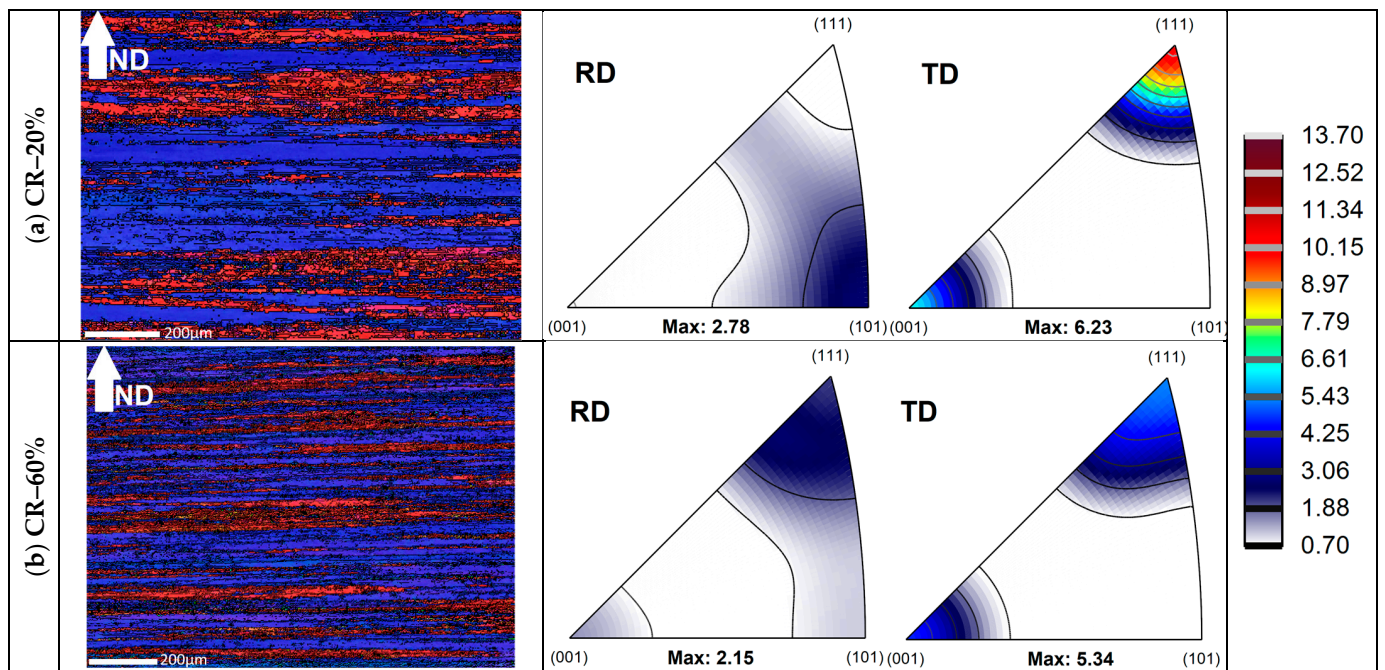 (a) CR–20%
ND
200µm
RD
(111)
(001)
Max: 2.78
(101)
TD
(111)
(001)
Max: 6.23
(101)
(b) CR–60%
ND
200µm
RD
(111)
(001)
Max: 2.15
(101)
TD
(111)
(001)
Max: 5.34
(101)
13.70
12.52
11.34
10.15
8.97
7.79
6.61
5.43
4.25
3.06
1.88
0.70